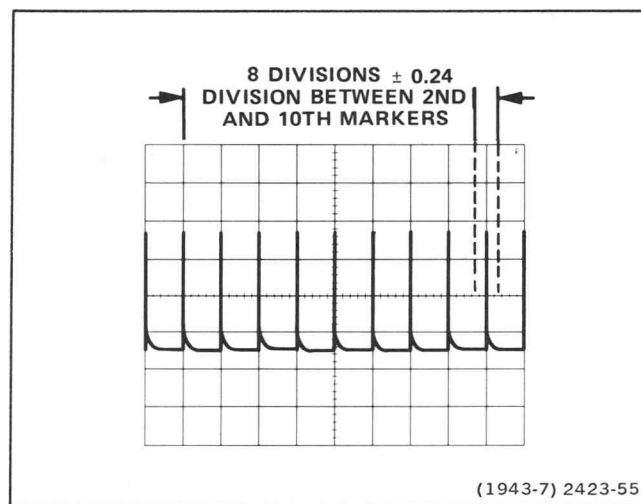 8 DIVISIONS ± 0.24
DIVISION BETWEEN 2ND
AND 10TH MARKERS
(1943-7) 2423-55